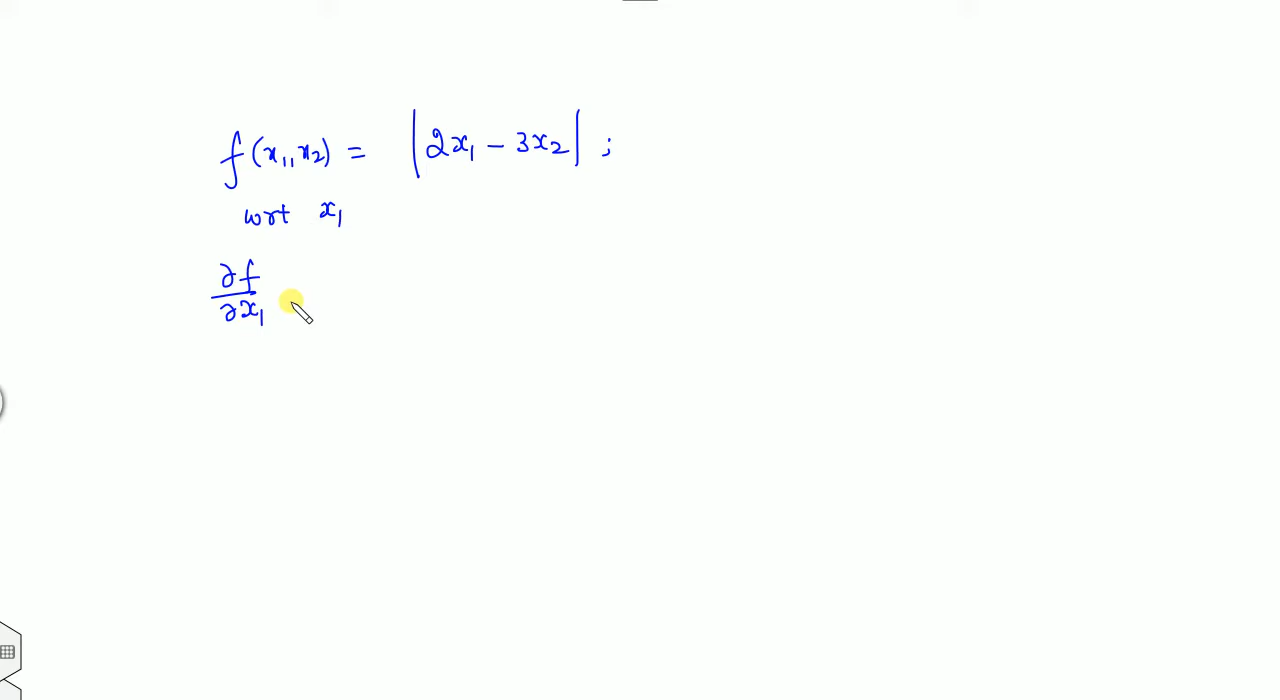 f(x₁,x₂) = |2x₁ − 3x₂| ;
wrt x₁
∂f
∂x₁